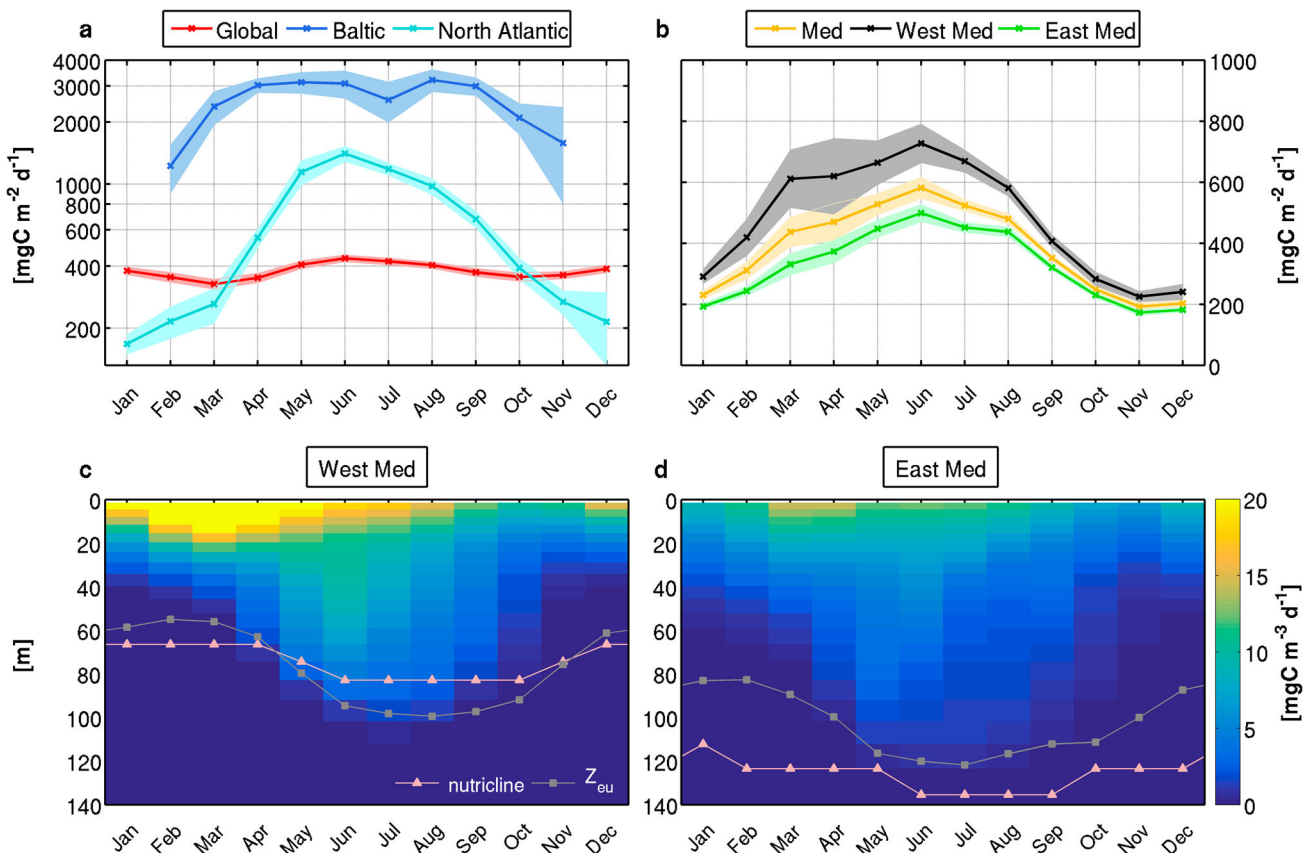 a
Global Baltic North Atlantic
4000
3000
2000
1000
800
600
400
200
[mgC m-2 d-1]
Jan Feb Mar Apr May Jun Jul Aug Sep Oct Nov Dec
b
Med West Med East Med
1000
800
600
400
200
0
[mgC m-2 d-1]
Jan Feb Mar Apr May Jun Jul Aug Sep Oct Nov Dec
c
West Med
0
20
40
60
80
100
120
140
[m]
nutricline Zeu
Jan Feb Mar Apr May Jun Jul Aug Sep Oct Nov Dec
d
East Med
0
20
40
60
80
100
120
140
Jan Feb Mar Apr May Jun Jul Aug Sep Oct Nov Dec
20
15
10
5
0
[mgC m-3 d-1]